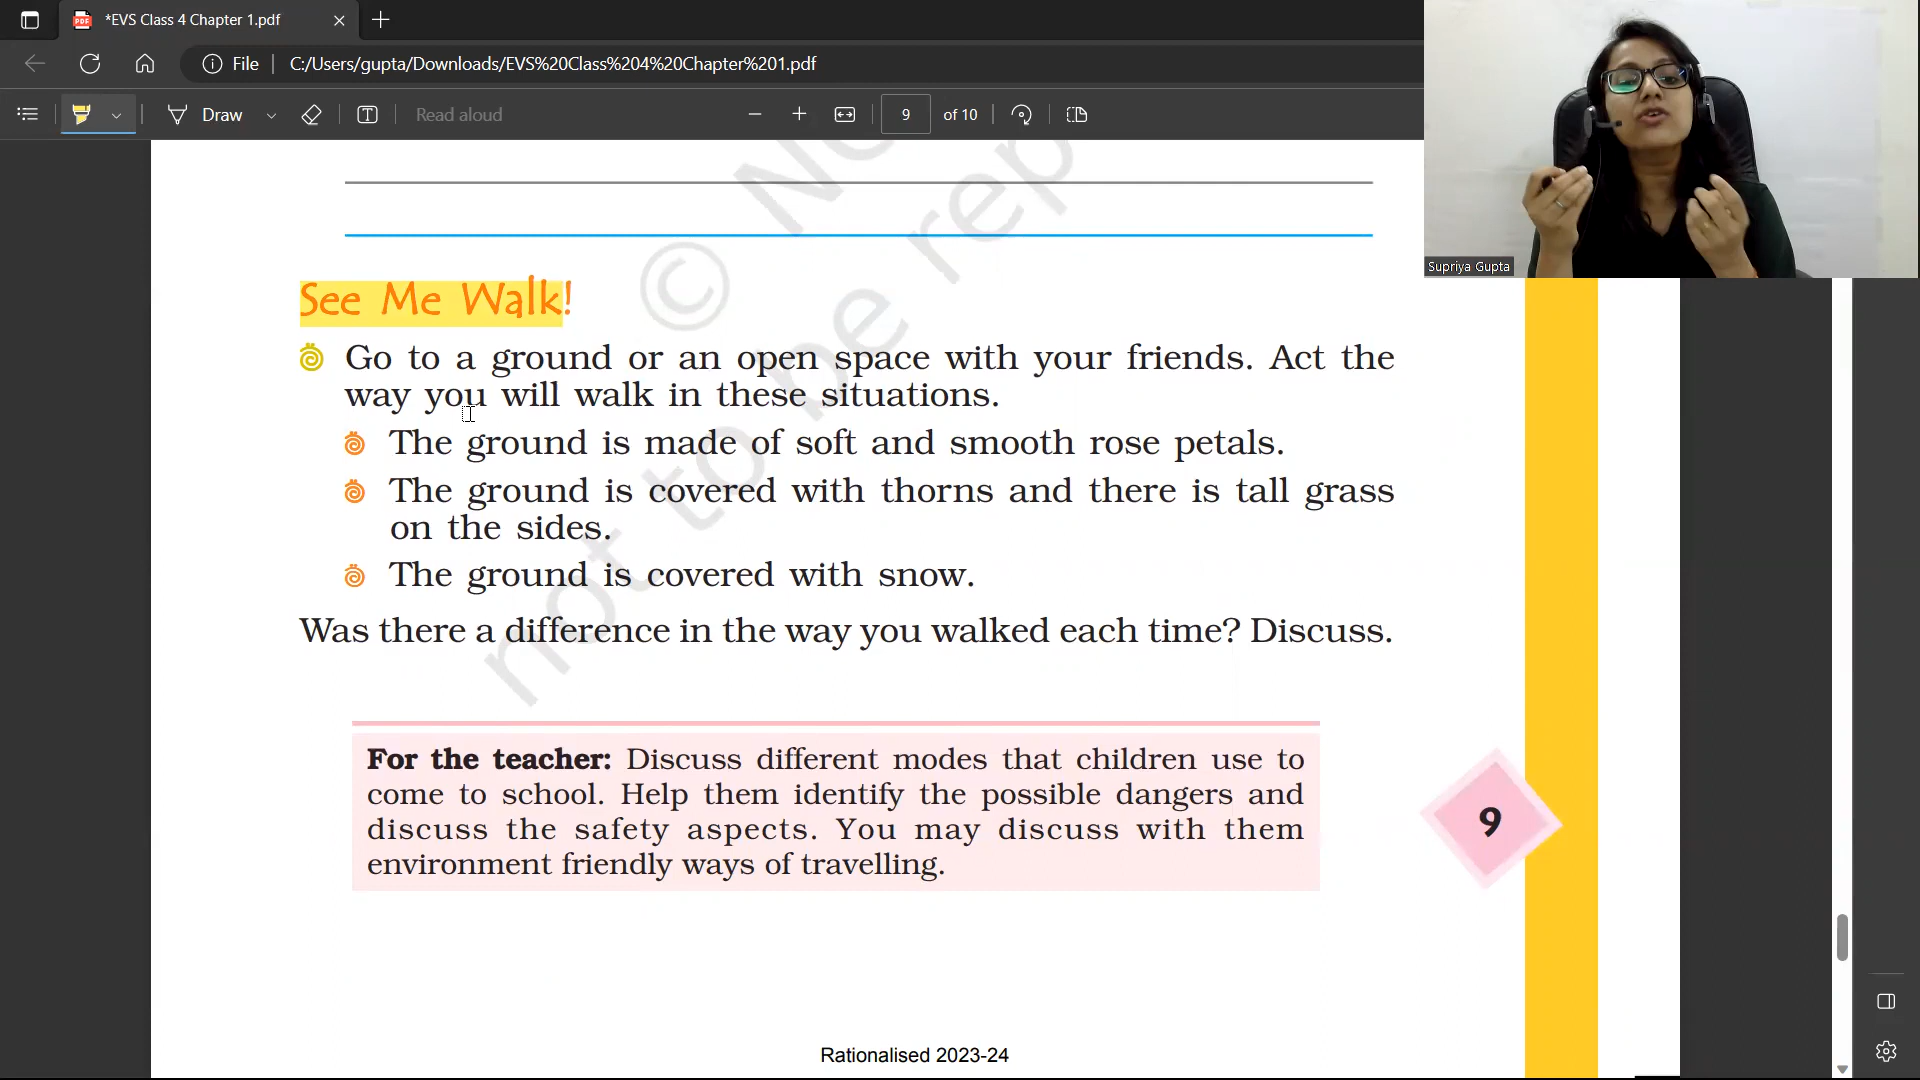 *EVS Class 4 Chapter 1.pdf
File
C:/Users/gupta/Downloads/EVS%20Class%204%20Chapter%201.pdf
Draw
Read aloud
9 of 10
Supriya Gupta
©
not to be rep
See Me Walk!
Go to a ground or an open space with your friends. Act the
way you will walk in these situations.
The ground is made of soft and smooth rose petals.
The ground is covered with thorns and there is tall grass
on the sides.
The ground is covered with snow.
Was there a difference in the way you walked each time? Discuss.
For the teacher: Discuss different modes that children use to
come to school. Help them identify the possible dangers and
discuss the safety aspects. You may discuss with them
environment friendly ways of travelling.
9
Rationalised 2023-24